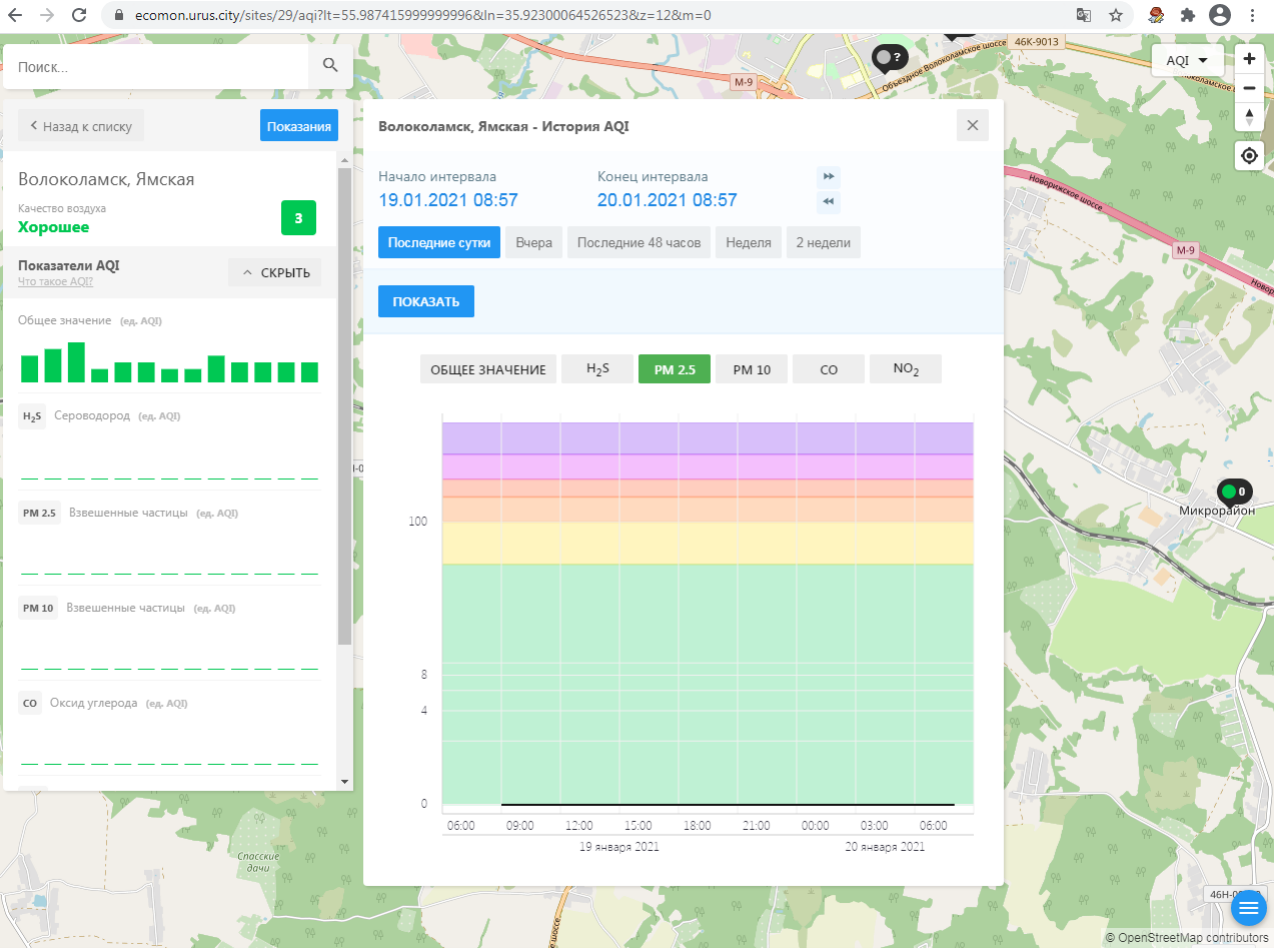 ecomon.urus.city/sites/29/aqi?lt=55.987415999999996&ln=35.92300064526523&z=12&m=0
Поиск...
46К-9013
Объездное Волоколамское шоссе
?
M-9
AQI
Назад к списку
Показания
Волоколамск, Ямская
Качество воздуха
Хорошее
3
Показатели AQI
Что такое AQI?
СКРЫТЬ
Общее значение (ед. AQI)
H2S Сероводород (ед. AQI)
PM 2.5 Взвешенные частицы (ед. AQI)
PM 10 Взвешенные частицы (ед. AQI)
CO Оксид углерода (ед. AQI)
Волоколамск, Ямская - История AQI
Начало интервала
19.01.2021 08:57
Конец интервала
20.01.2021 08:57
Последние сутки
Вчера
Последние 48 часов
Неделя
2 недели
ПОКАЗАТЬ
ОБЩЕЕ ЗНАЧЕНИЕ
H2S
PM 2.5
PM 10
CO
NO2
100
8
4
0
06:00 09:00 12:00 15:00 18:00 21:00 00:00 03:00 06:00
19 января 2021 20 января 2021
Новорижское шоссе
M-9
0
Микрорайон
Спасские
дачи
шоссе
© OpenStreetMap contributors